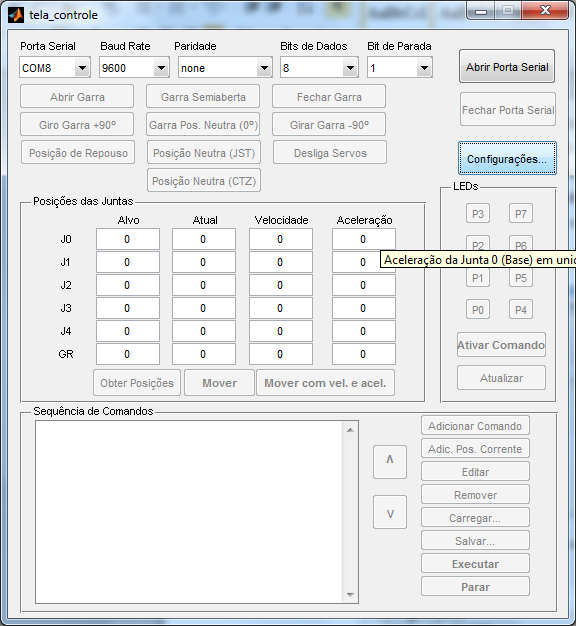 tela_controle
Porta Serial Baud Rate Paridade Bits de Dados Bit de Parada
COM8 9600 none 8 1
Abrir Porta Serial
Abrir Garra Garra Semiaberta Fechar Garra
Fechar Porta Serial
Giro Garra +90º Garra Pos. Neutra (0º) Girar Garra -90º
Posição de Repouso Posição Neutra (JST) Desliga Servos
Configurações...
Posição Neutra (CTZ)
LEDs
P3 P7
P2 P6
P1 P5
P0 P4
Ativar Comando
Atualizar
Posições das Juntas
Alvo Atual Velocidade Aceleração
J0 0 0 0 0
Aceleração da Junta 0 (Base) em unic
J1 0 0 0 0
J2 0 0 0 0
J3 0 0 0 0
J4 0 0 0 0
GR 0 0 0 0
Obter Posições Mover Mover com vel. e acel.
Sequência de Comandos
Λ
V
Adicionar Comando
Adic. Pos. Corrente
Editar
Remover
Carregar...
Salvar...
Executar
Parar